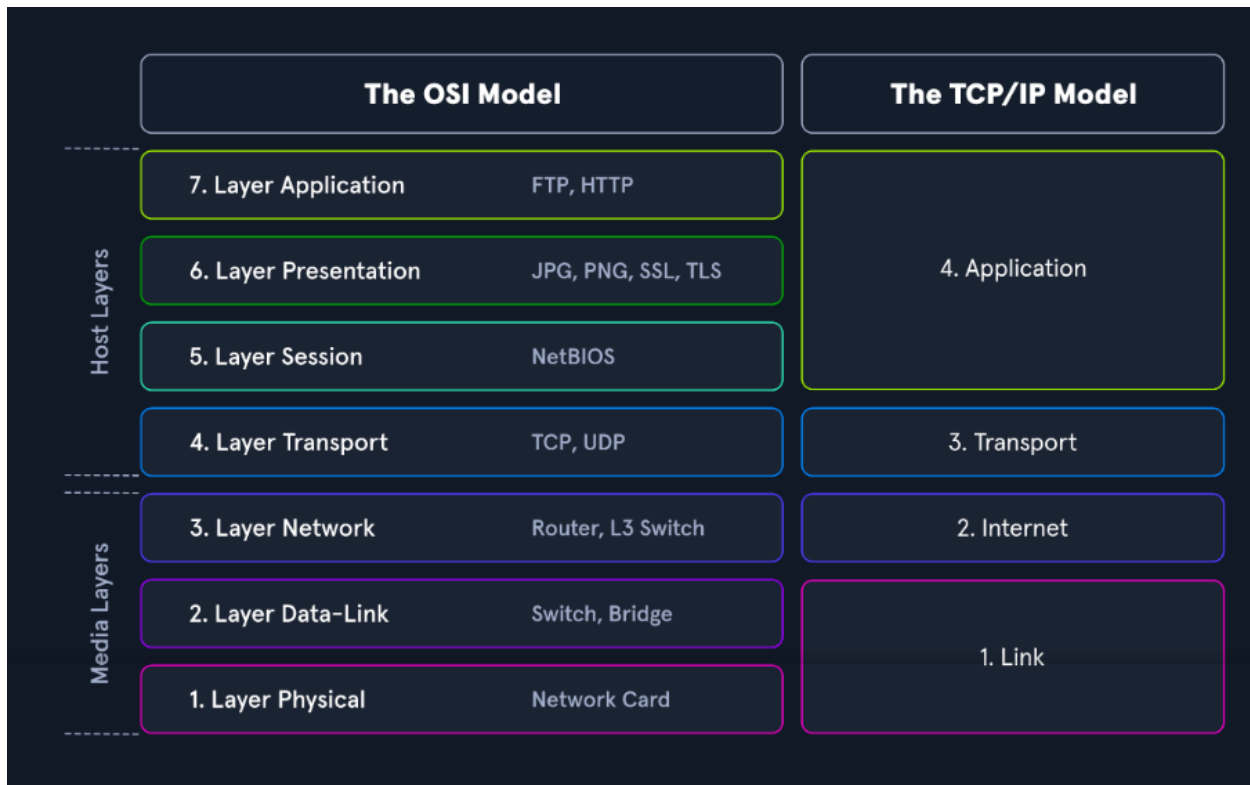 The OSI Model
The TCP/IP Model
Host Layers
7. Layer Application
FTP, HTTP
6. Layer Presentation
JPG, PNG, SSL, TLS
5. Layer Session
NetBIOS
4. Application
4. Layer Transport
TCP, UDP
3. Transport
Media Layers
3. Layer Network
Router, L3 Switch
2. Internet
2. Layer Data-Link
Switch, Bridge
1. Layer Physical
Network Card
1. Link